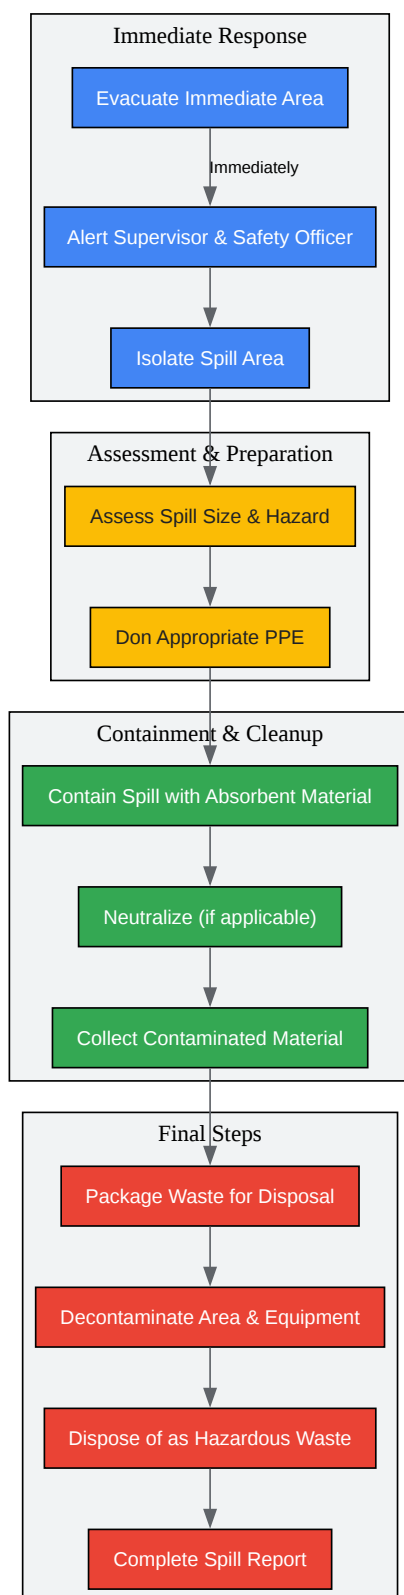 Immediate Response
Evacuate Immediate Area
Immediately
Alert Supervisor & Safety Officer
Isolate Spill Area
Assessment & Preparation
Assess Spill Size & Hazard
Don Appropriate PPE
Containment & Cleanup
Contain Spill with Absorbent Material
Neutralize (if applicable)
Collect Contaminated Material
Final Steps
Package Waste for Disposal
Decontaminate Area & Equipment
Dispose of as Hazardous Waste
Complete Spill Report